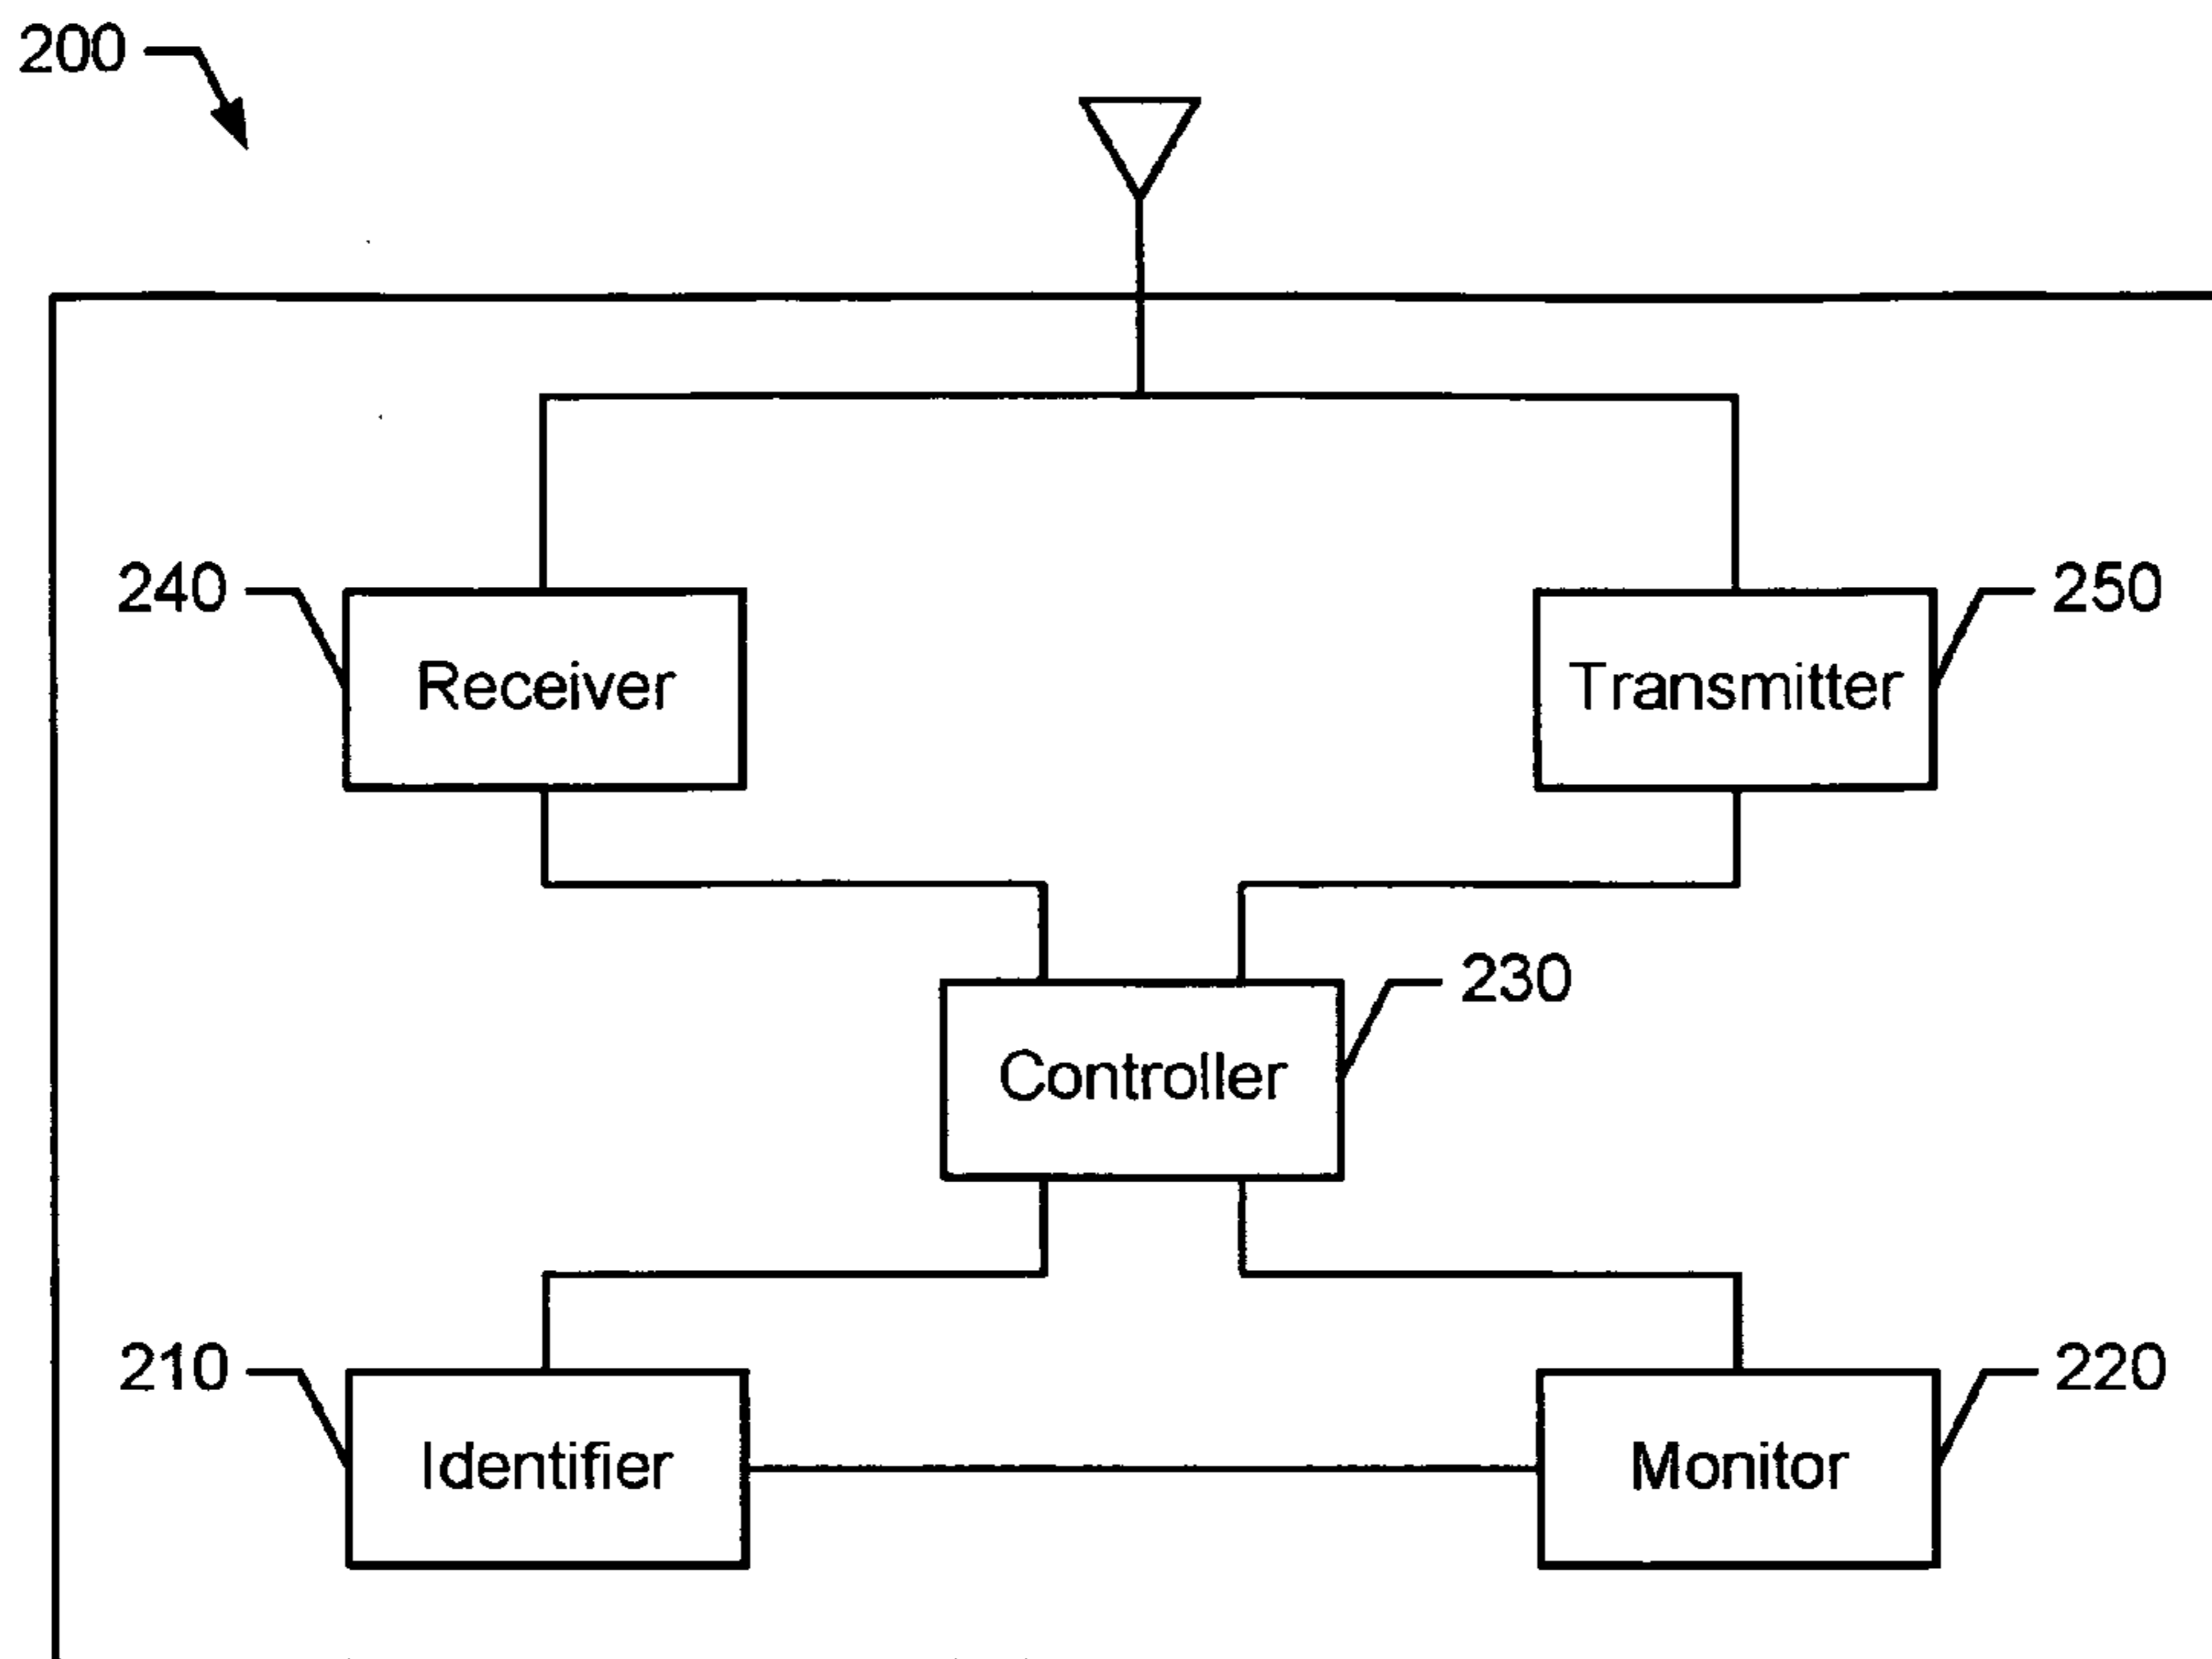 200
240
Receiver
Transmitter
250
Controller
230
210
Identifier
Monitor
220